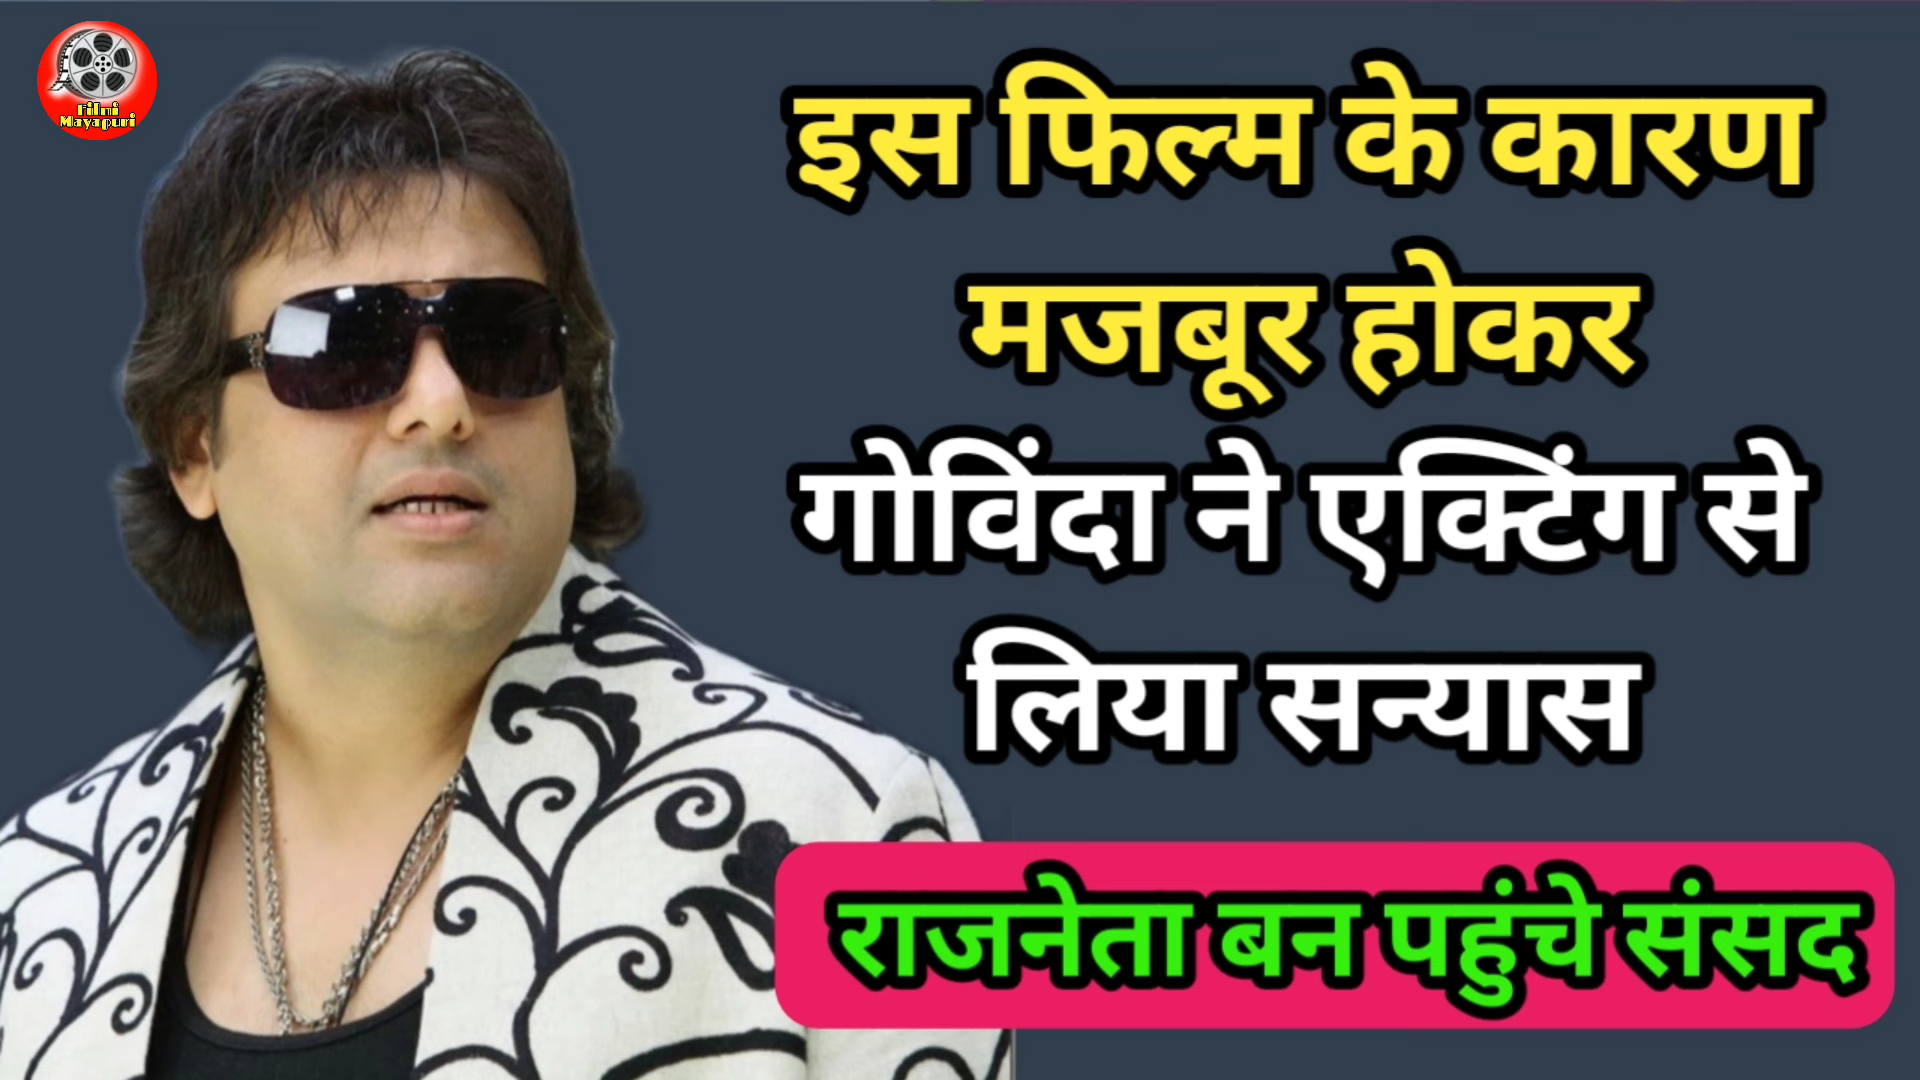 Filmi
Mayapuri
इस फिल्म के कारण
मजबूर होकर
गोविंदा ने एक्टिंग से
लिया सन्यास
राजनेता बन पहुंचे संसद